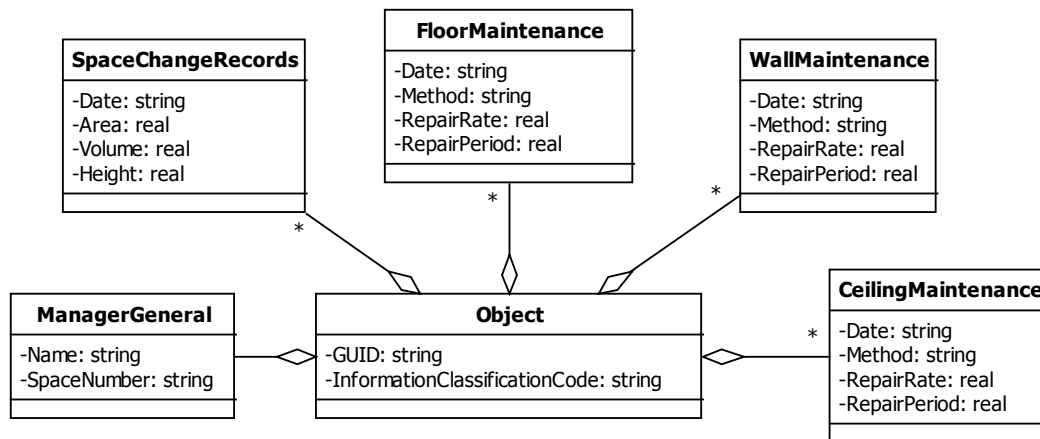 SpaceChangeRecords
-Date: string
-Area: real
-Volume: real
-Height: real
*
FloorMaintenance
-Date: string
-Method: string
-RepairRate: real
-RepairPeriod: real
*
WallMaintenance
-Date: string
-Method: string
-RepairRate: real
-RepairPeriod: real
*
ManagerGeneral
-Name: string
-SpaceNumber: string
Object
-GUID: string
-InformationClassificationCode: string
*
CeilingMaintenance
-Date: string
-Method: string
-RepairRate: real
-RepairPeriod: real